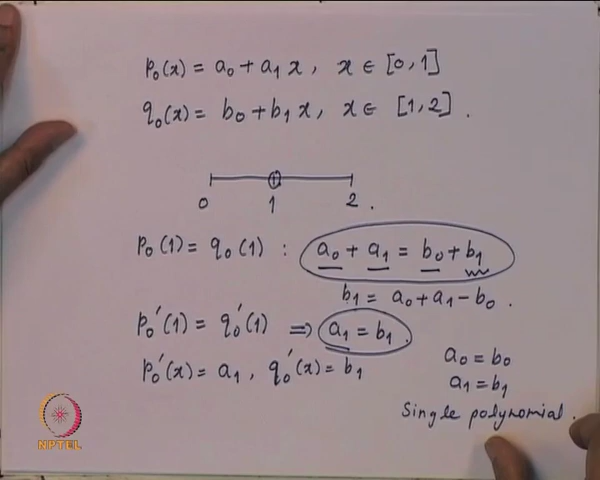 p₀(x) = a₀ + a₁x, x ∈ [0,1]
q₀(x) = b₀ + b₁x, x ∈ [1,2].
0 1 2.
p₀(1) = q₀(1) : a₀ + a₁ = b₀ + b₁
b₁ = a₀ + a₁ - b₀.
p₀'(1) = q₀'(1) ⇒ a₁ = b₁.
p₀'(x) = a₁, q₀'(x) = b₁
a₀ = b₀
a₁ = b₁
Single polynomial.
NPTEL